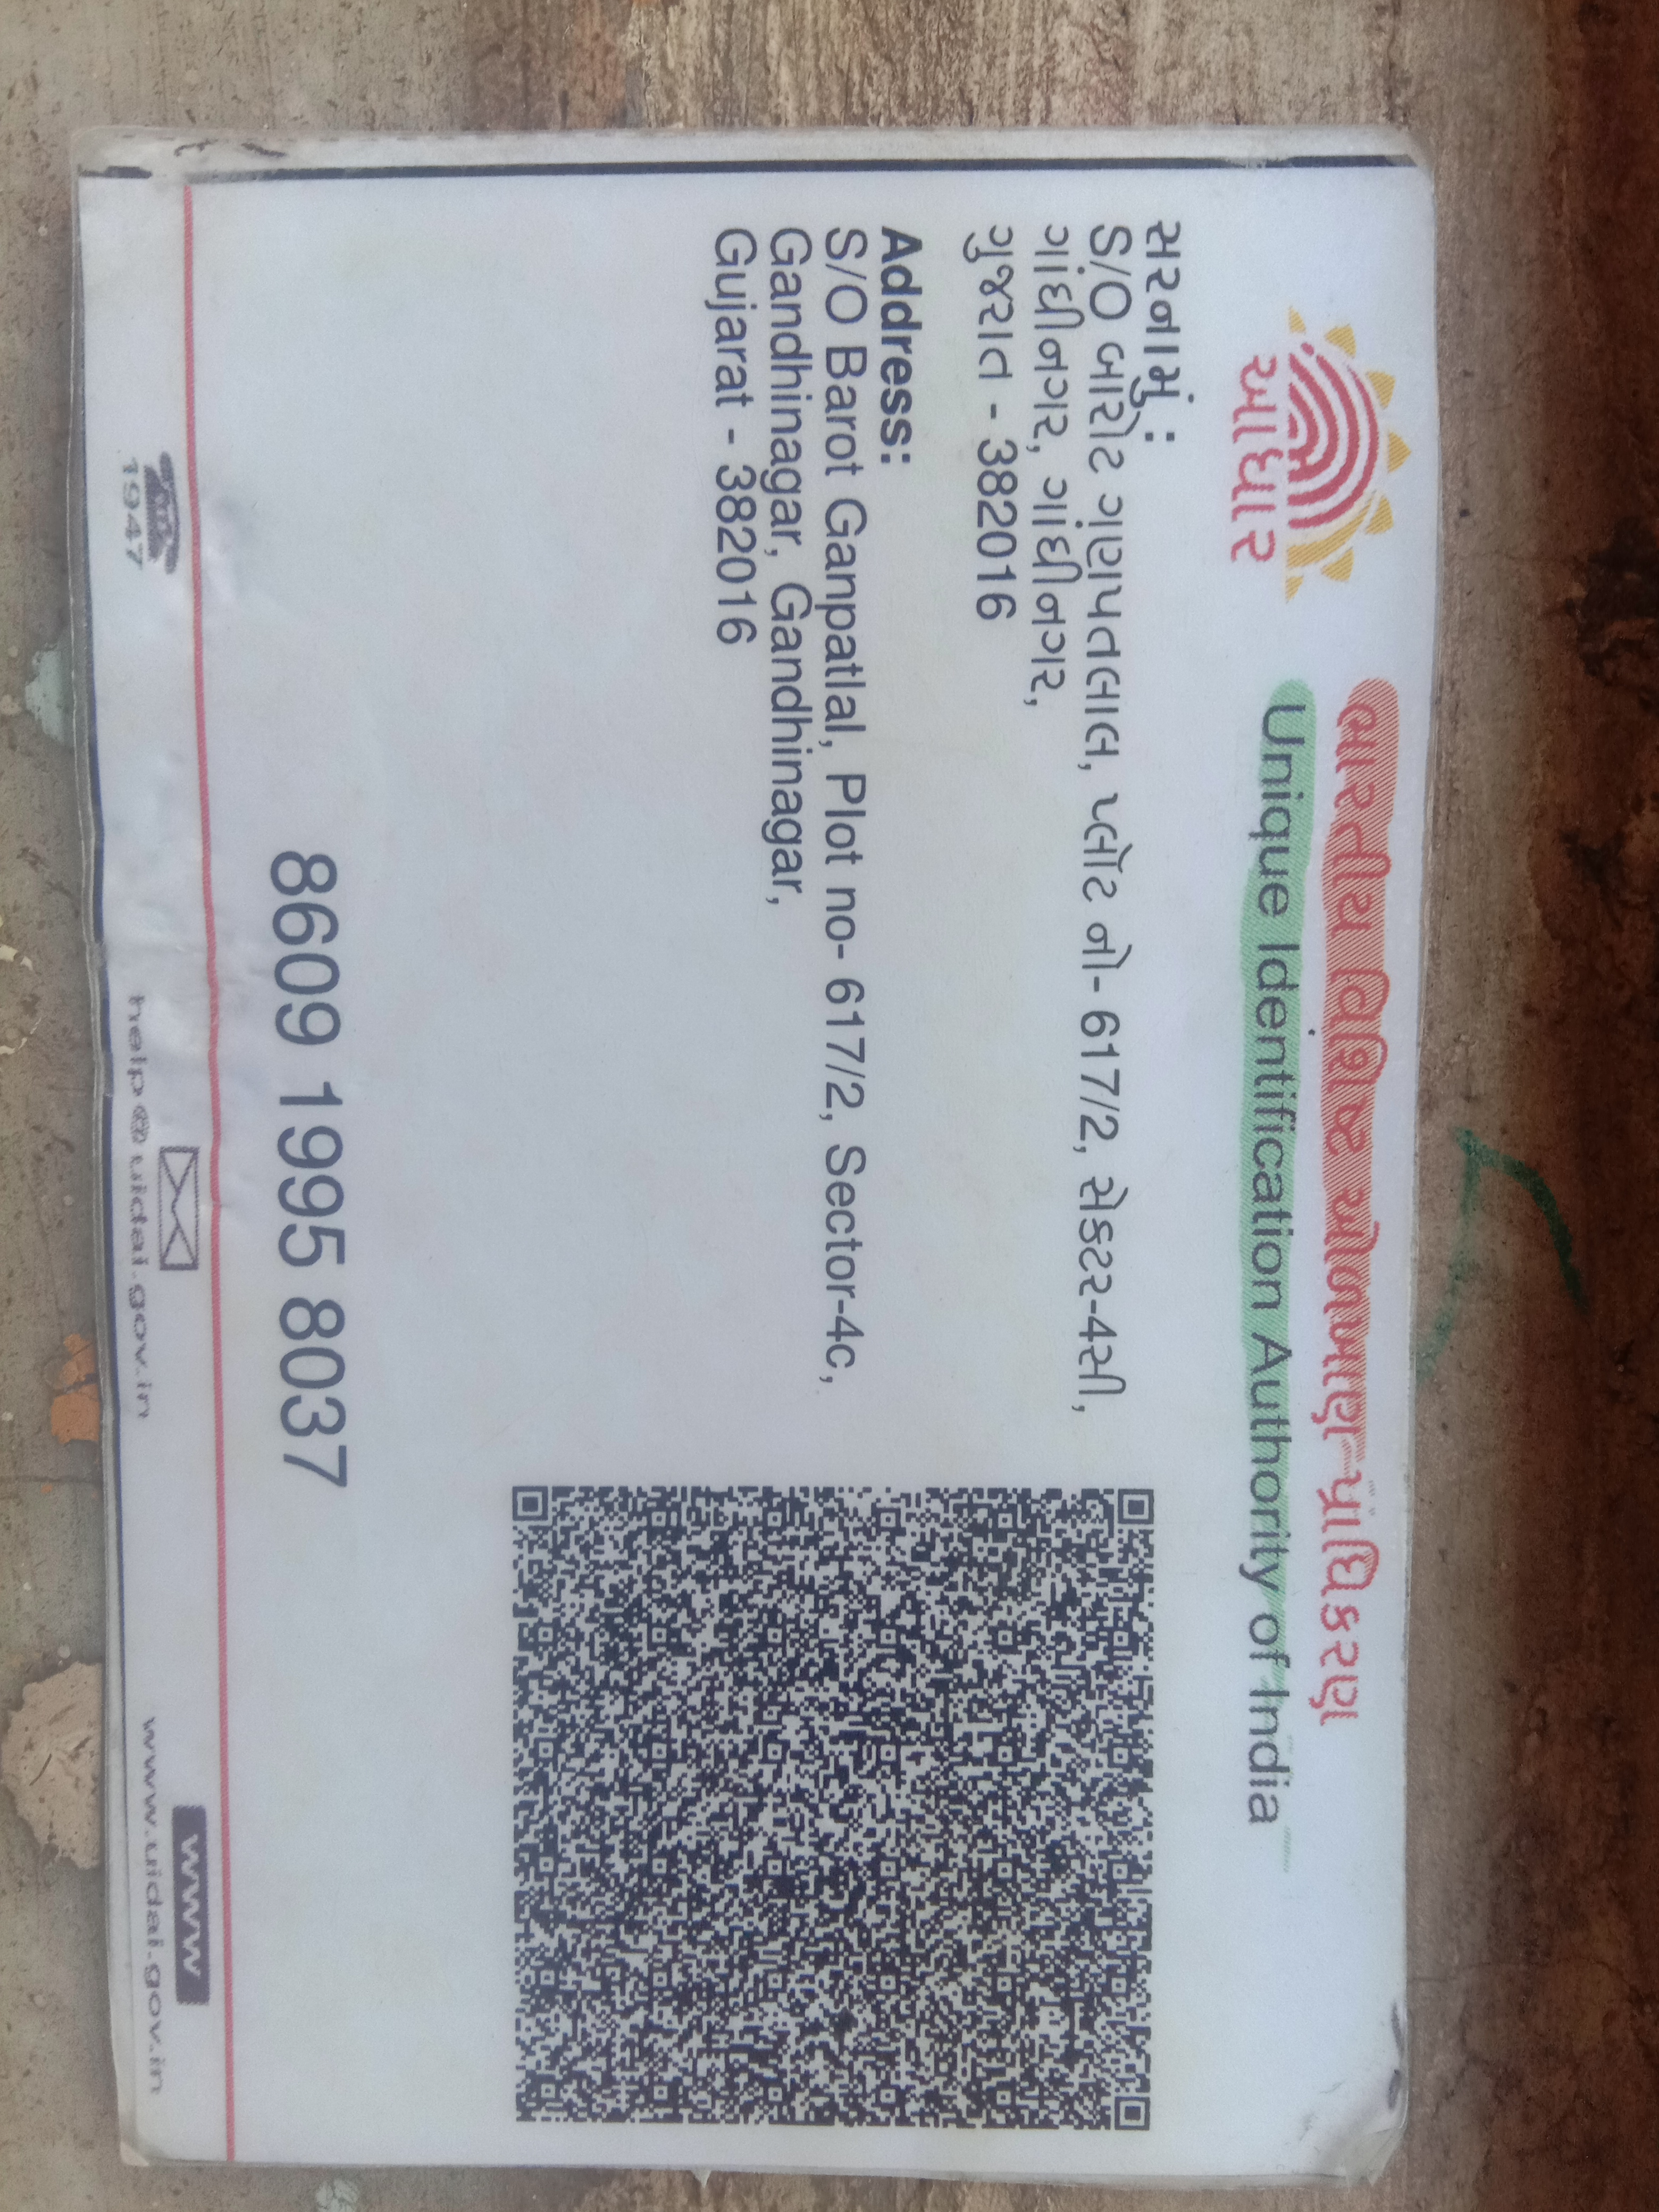 ભારતીય વિશિષ્ટ ઓળખાણ પ્રાધિકરણ
Unique Identification Authority of India
આધાર
સરનામું :
S/O બારોટ ગણપતલાલ, પ્લોટ નો- 617/2, સેકટર-4સી,
ગાંધીનગર, ગાંધીનગર,
ગુજરાત - 382016
Address:
S/O Barot Ganpatlal, Plot no- 617/2, Sector-4c,
Gandhinagar, Gandhinagar,
Gujarat - 382016
8609 1995 8037
1947
help@uidai.gov.in
www
www.uidai.gov.in